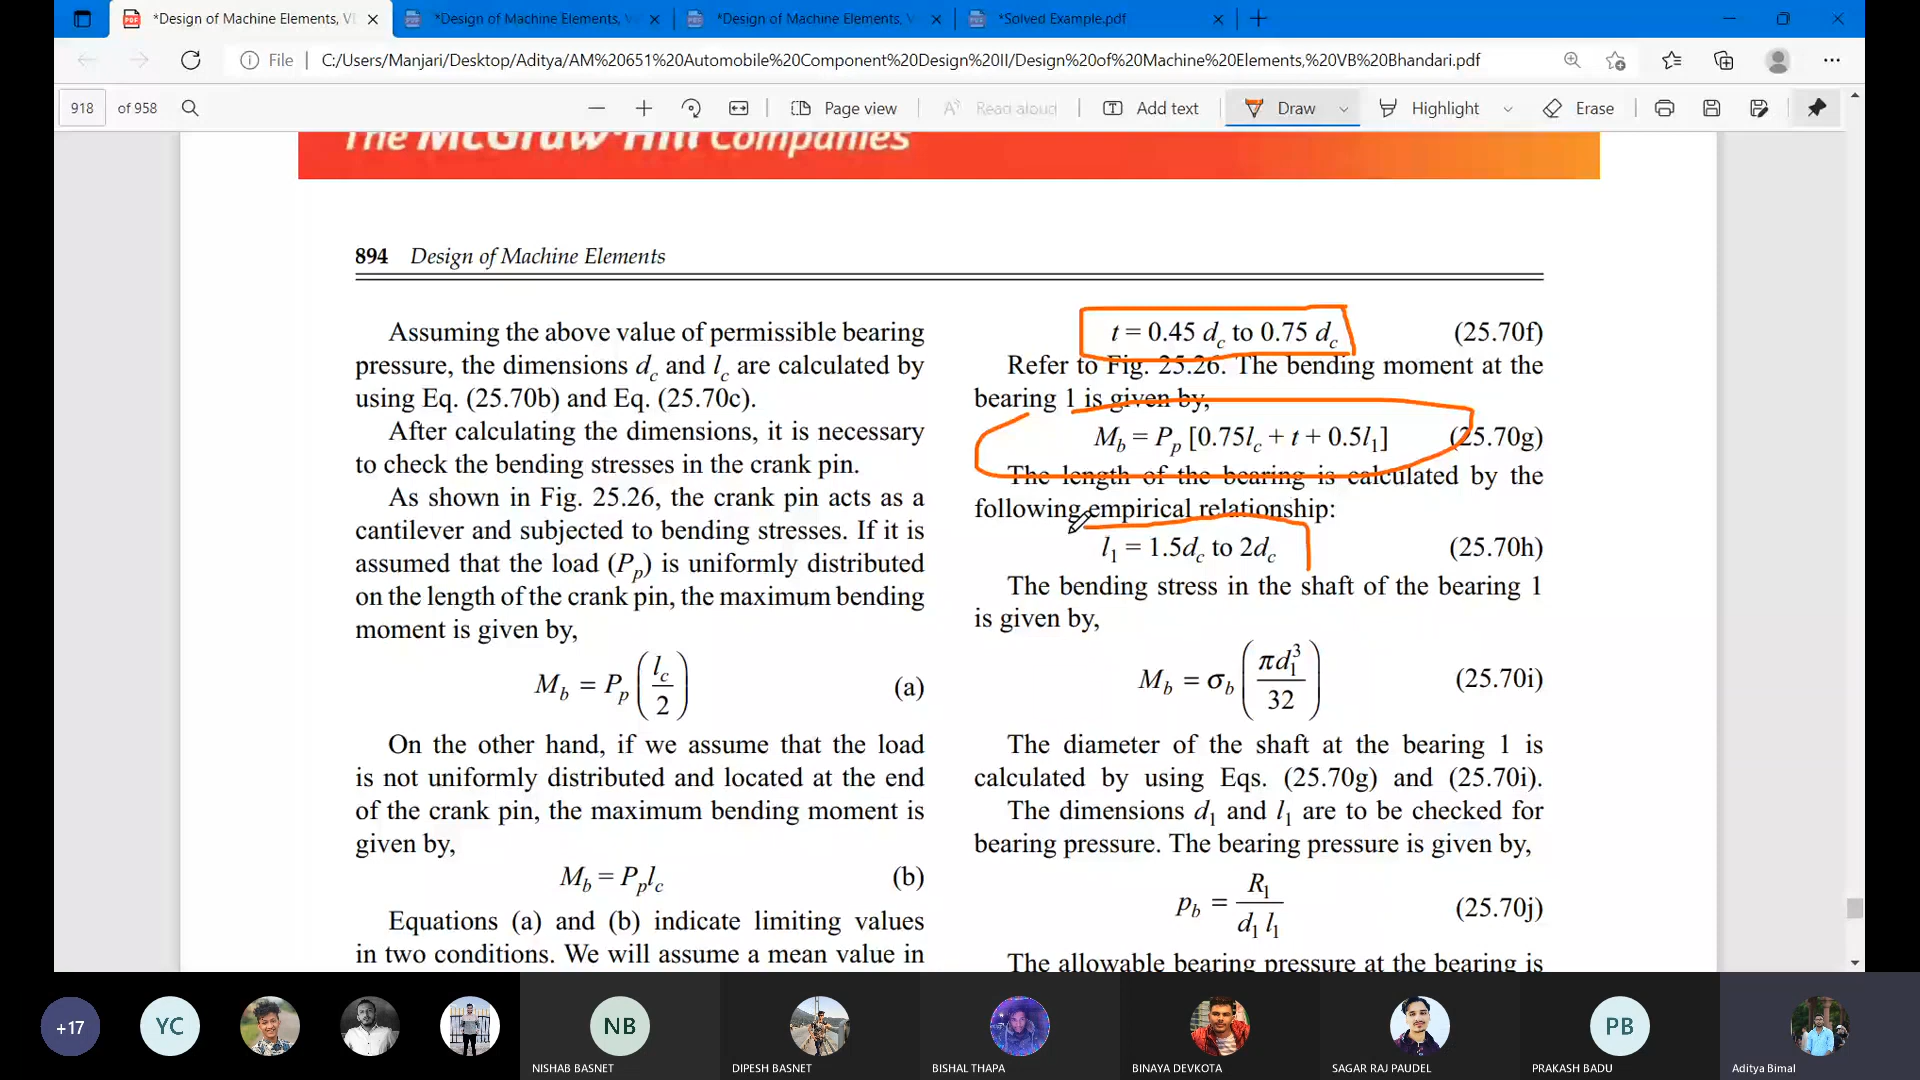 *Design of Machine Elements, VI
*Design of Machine Elements, V
*Design of Machine Elements, V
*Solved Example.pdf
File
C:/Users/Manjari/Desktop/Aditya/AM%20651%20Automobile%20Component%20Design%20II/Design%20of%20Machine%20Elements,%20VB%20Bhandari.pdf
918 of 958
Page view
Read aloud
Add text
Draw
Highlight
Erase
The McGraw-Hill Companies
894 Design of Machine Elements
Assuming the above value of permissible bearing
pressure, the dimensions d_c and l_c are calculated by
using Eq. (25.70b) and Eq. (25.70c).
After calculating the dimensions, it is necessary
to check the bending stresses in the crank pin.
As shown in Fig. 25.26, the crank pin acts as a
cantilever and subjected to bending stresses. If it is
assumed that the load (P_p) is uniformly distributed
on the length of the crank pin, the maximum bending
moment is given by,
M_b = P_p (l_c / 2) (a)
On the other hand, if we assume that the load
is not uniformly distributed and located at the end
of the crank pin, the maximum bending moment is
given by,
M_b = P_p l_c (b)
Equations (a) and (b) indicate limiting values
in two conditions. We will assume a mean value in
t = 0.45 d_c to 0.75 d_c (25.70f)
Refer to Fig. 25.26. The bending moment at the
bearing 1 is given by,
M_b = P_p [0.75l_c + t + 0.5l_1] (25.70g)
The length of the bearing is calculated by the
following empirical relationship:
l_1 = 1.5d_c to 2d_c (25.70h)
The bending stress in the shaft of the bearing 1
is given by,
M_b = σ_b (πd_1^3 / 32) (25.70i)
The diameter of the shaft at the bearing 1 is
calculated by using Eqs. (25.70g) and (25.70i).
The dimensions d_1 and l_1 are to be checked for
bearing pressure. The bearing pressure is given by,
p_b = R_1 / d_1 l_1 (25.70j)
The allowable bearing pressure at the bearing is
+17
YC
NB
PB
NISHAB BASNET
DIPESH BASNET
BISHAL THAPA
BINAYA DEVKOTA
SAGAR RAJ PAUDEL
PRAKASH BADU
Aditya Bimal